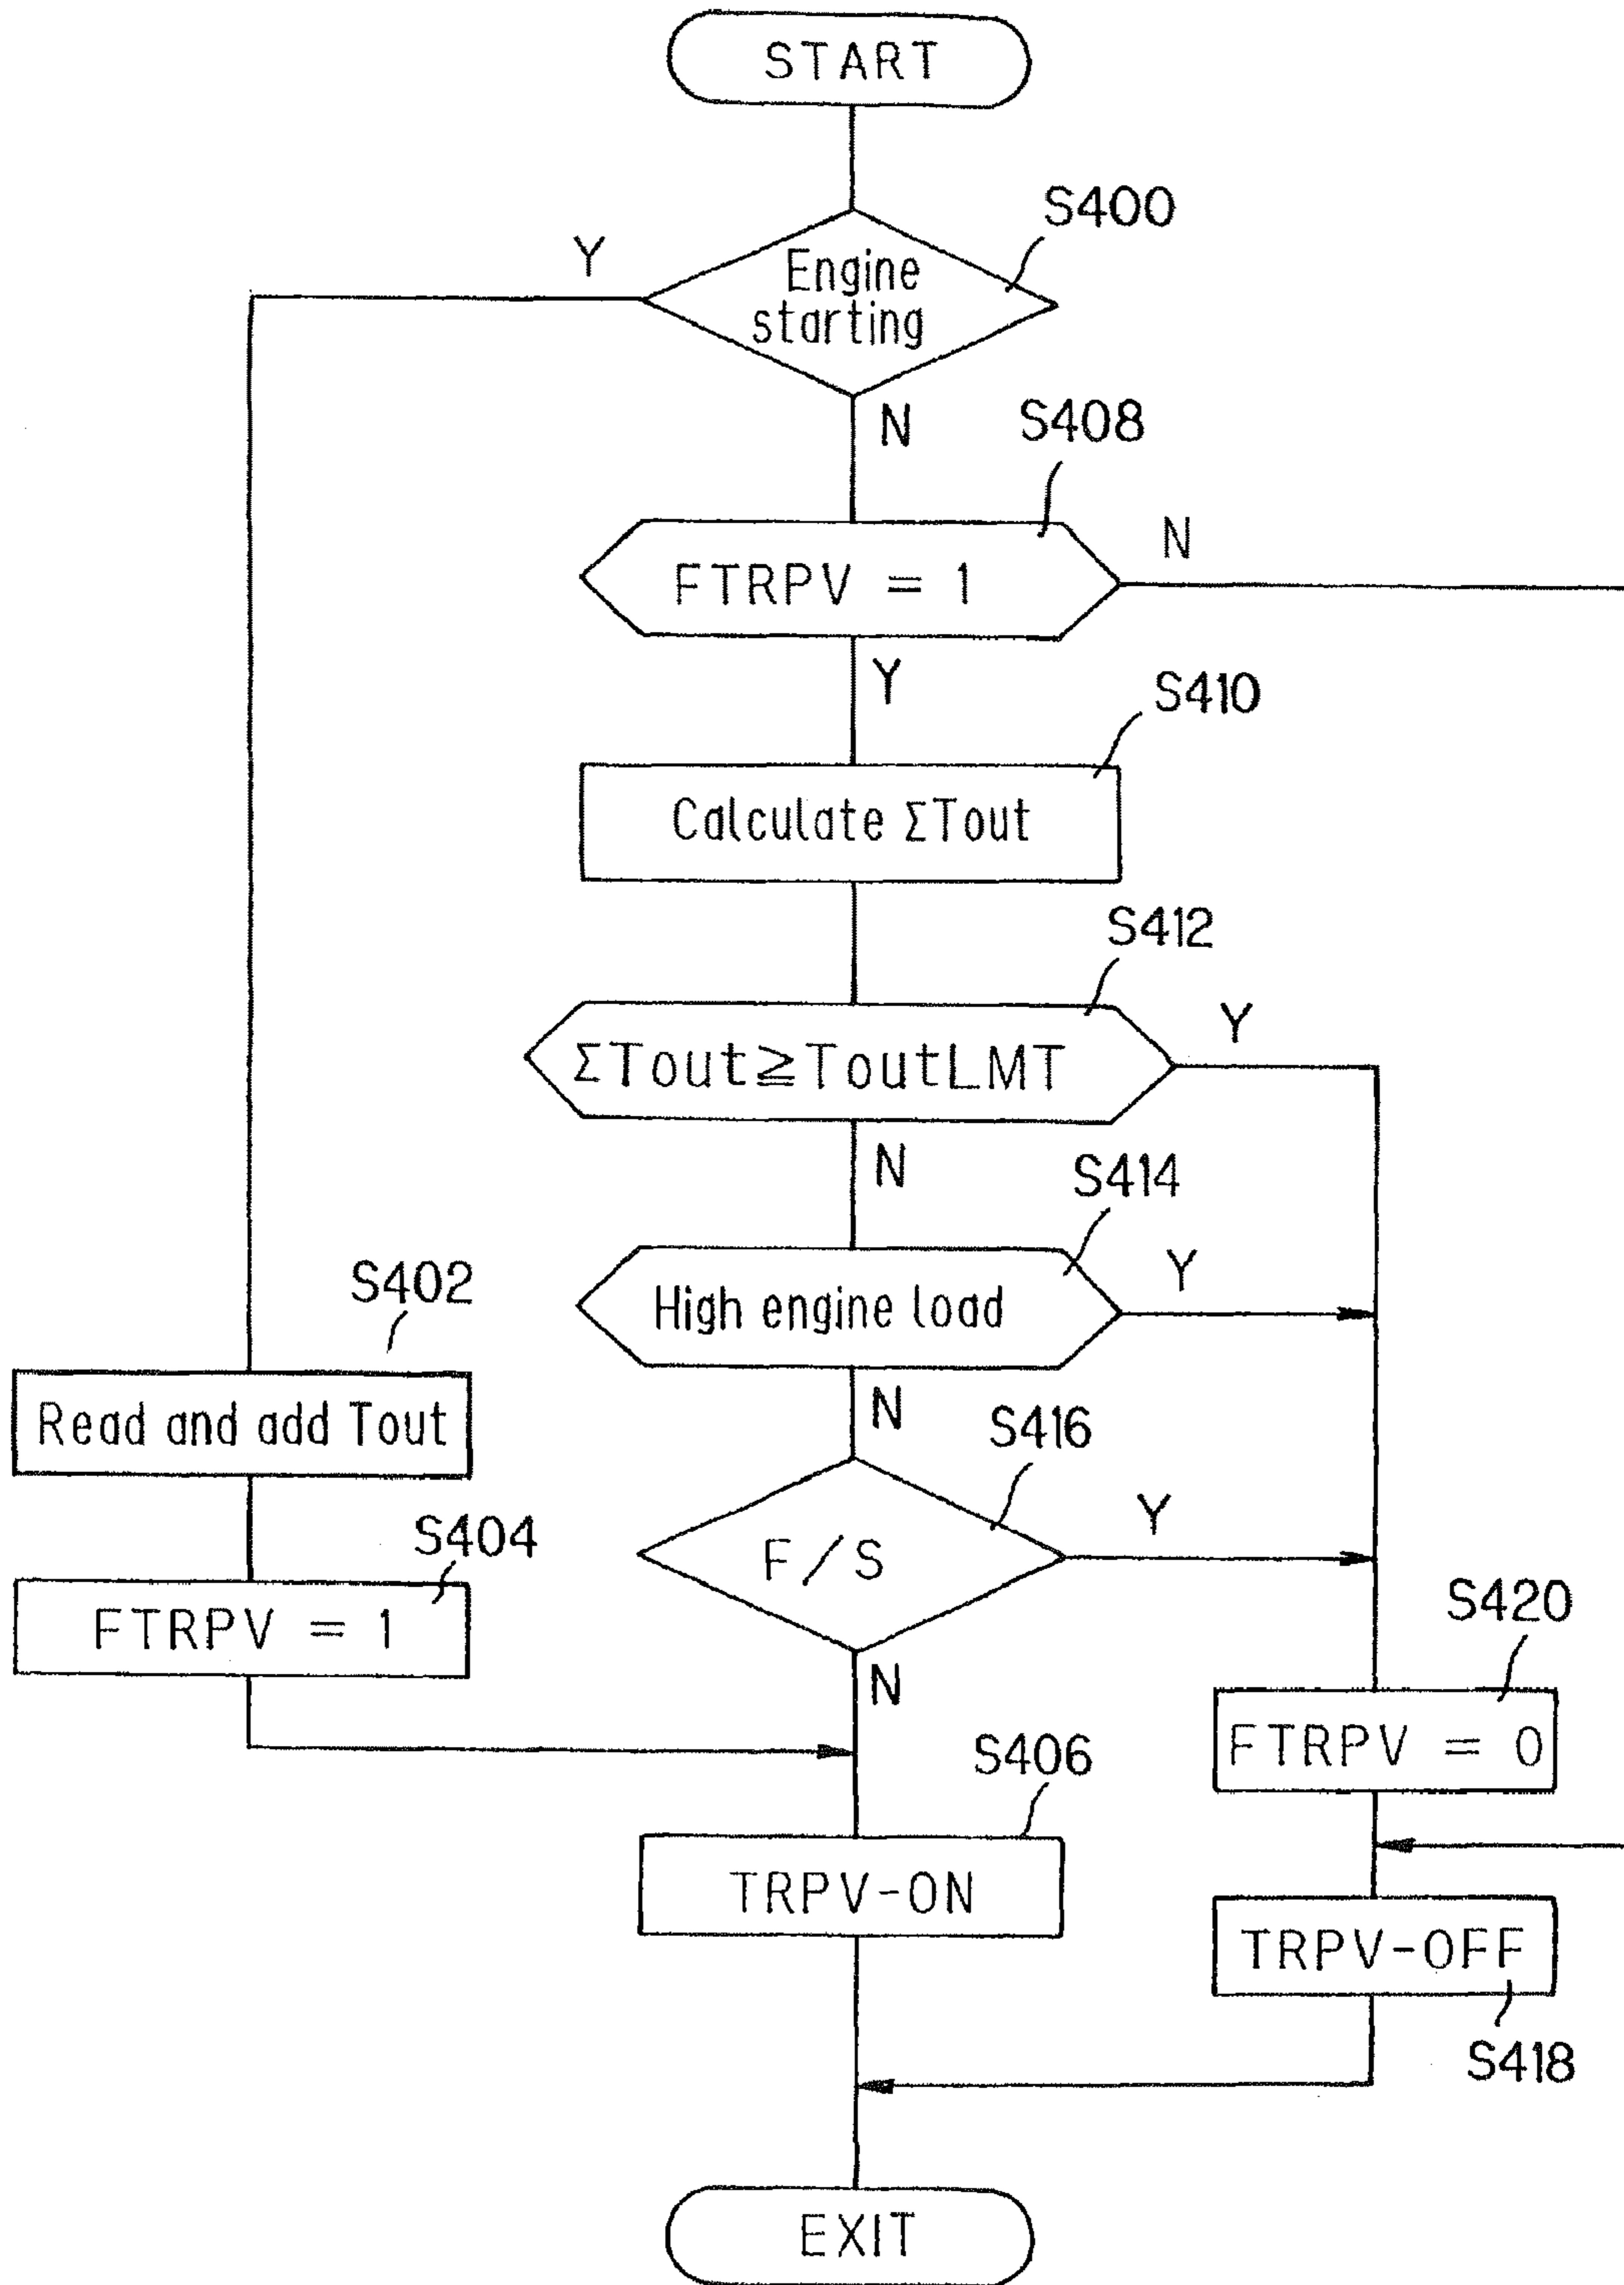 START
S400
Y
Engine
starting
N
S408
N
FTRPV = 1
Y
S410
Calculate ΣTout
S412
Y
ΣTout≧ToutLMT
N
S414
Y
High engine load
S402
N
Read and add Tout
S416
Y
S404
F/S
FTRPV = 1
S420
N
FTRPV = 0
S406
TRPV-ON
TRPV-OFF
S418
EXIT